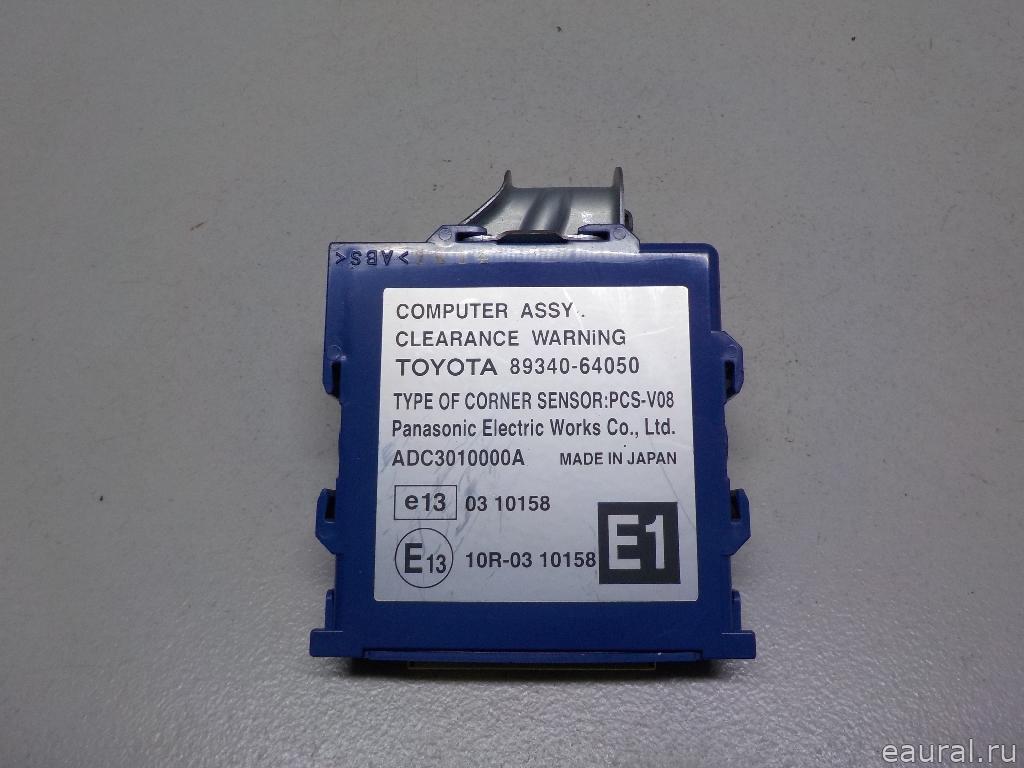 >ABS<
COMPUTER ASSY.
CLEARANCE WARNiNG
TOYOTA 89340-64050
TYPE OF CORNER SENSOR:PCS-V08
Panasonic Electric Works Co., Ltd.
ADC3010000A MADE IN JAPAN
e13 03 10158
E13 10R-03 10158 E1
eaural.ru